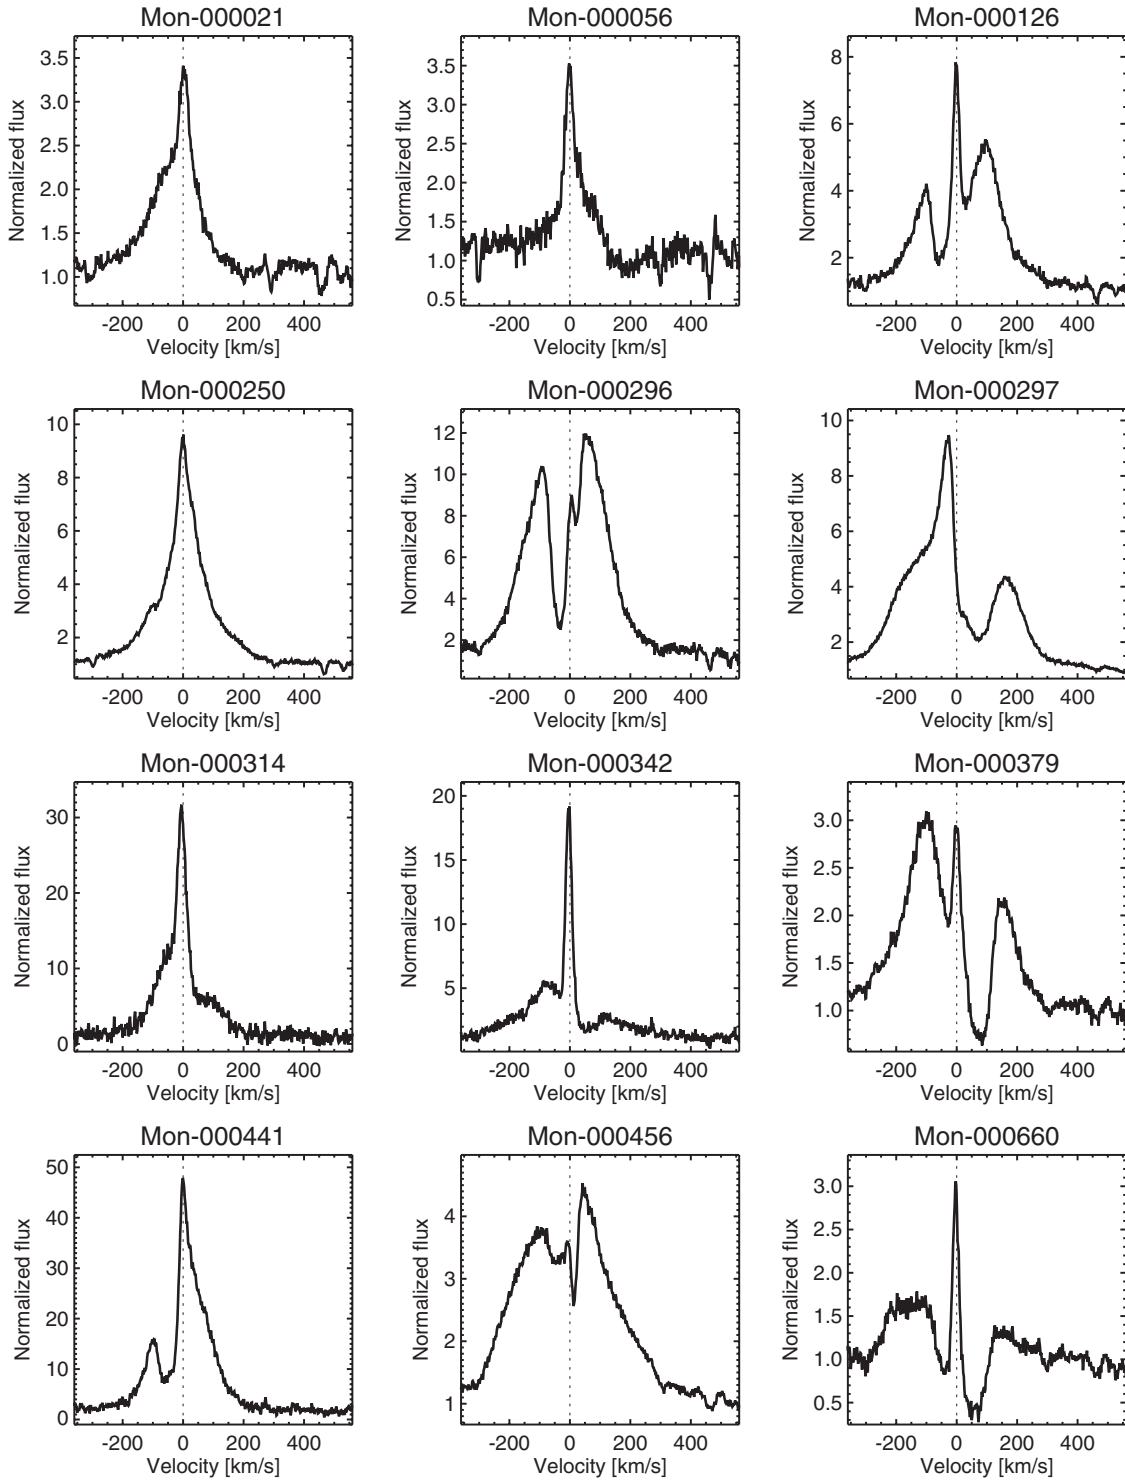 Mon-000021 Mon-000056 Mon-000126
Normalized flux Normalized flux Normalized flux
3.5 3.0 2.5 2.0 1.5 1.0
3.5 3.0 2.5 2.0 1.5 1.0 0.5
8 6 4 2
-200 0 200 400 -200 0 200 400 -200 0 200 400
Velocity [km/s] Velocity [km/s] Velocity [km/s]
Mon-000250 Mon-000296 Mon-000297
Normalized flux Normalized flux Normalized flux
10 8 6 4 2
12 10 8 6 4 2
10 8 6 4 2
-200 0 200 400 -200 0 200 400 -200 0 200 400
Velocity [km/s] Velocity [km/s] Velocity [km/s]
Mon-000314 Mon-000342 Mon-000379
Normalized flux Normalized flux Normalized flux
30 20 10 0
20 15 10 5
3.0 2.5 2.0 1.5 1.0
-200 0 200 400 -200 0 200 400 -200 0 200 400
Velocity [km/s] Velocity [km/s] Velocity [km/s]
Mon-000441 Mon-000456 Mon-000660
Normalized flux Normalized flux Normalized flux
50 40 30 20 10 0
4 3 2 1
3.0 2.5 2.0 1.5 1.0 0.5
-200 0 200 400 -200 0 200 400 -200 0 200 400
Velocity [km/s] Velocity [km/s] Velocity [km/s]